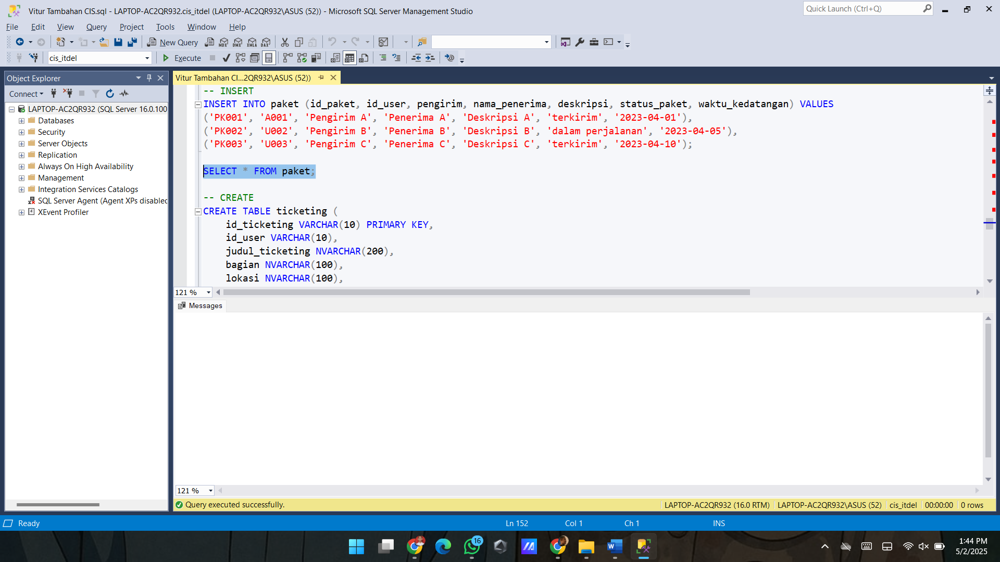 Vitur Tambahan CIS.sql - LAPTOP-AC2QR932.cis_itdel (LAPTOP-AC2QR932\ASUS (52)) - Microsoft SQL Server Management Studio
Quick Launch (Ctrl+Q)
File Edit View Query Project Tools Window Help
New Query
MDX DMX XMLA DAX
cis_itdel
Execute
Object Explorer
Connect
LAPTOP-AC2QR932 (SQL Server 16.0.100
Databases
Security
Server Objects
Replication
Always On High Availability
Management
Integration Services Catalogs
SQL Server Agent (Agent XPs disabled
XEvent Profiler
Vitur Tambahan CI...2QR932\ASUS (52))
-- INSERT
INSERT INTO paket (id_paket, id_user, pengirim, nama_penerima, deskripsi, status_paket, waktu_kedatangan) VALUES
('PK001', 'A001', 'Pengirim A', 'Penerima A', 'Deskripsi A', 'terkirim', '2023-04-01'),
('PK002', 'U002', 'Pengirim B', 'Penerima B', 'Deskripsi B', 'dalam perjalanan', '2023-04-05'),
('PK003', 'U003', 'Pengirim C', 'Penerima C', 'Deskripsi C', 'terkirim', '2023-04-10');
SELECT * FROM paket;
-- CREATE
CREATE TABLE ticketing (
id_ticketing VARCHAR(10) PRIMARY KEY,
id_user VARCHAR(10),
judul_ticketing NVARCHAR(200),
bagian NVARCHAR(100),
lokasi NVARCHAR(100),
121 %
Messages
121 %
Query executed successfully.
LAPTOP-AC2QR932 (16.0 RTM) LAPTOP-AC2QR932\ASUS (52) cis_itdel 00:00:00 0 rows
Ready
Ln 152 Col 1 Ch 1 INS
16
1:44 PM
5/2/2025